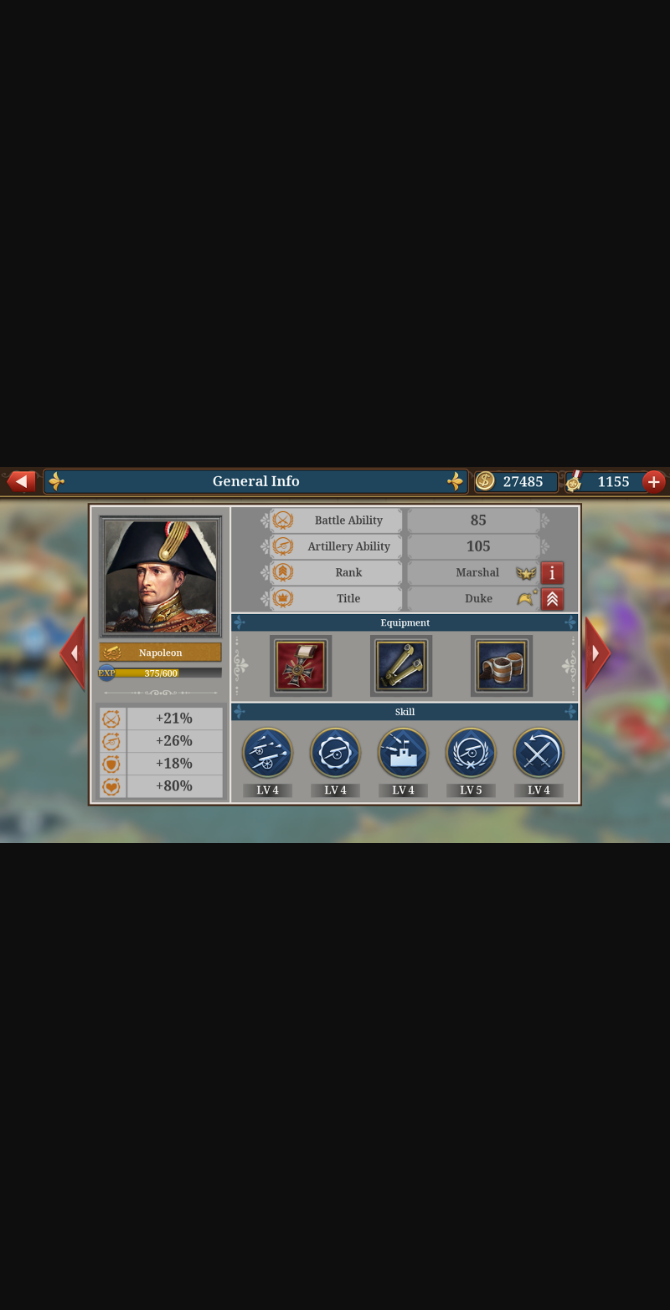 General Info
27485
1155
Battle Ability 85
Artillery Ability 105
Rank Marshal
Title Duke
Napoleon
EXP 375/600
+21%
+26%
+18%
+80%
Equipment
Skill
LV 4 LV 4 LV 4 LV 5 LV 4